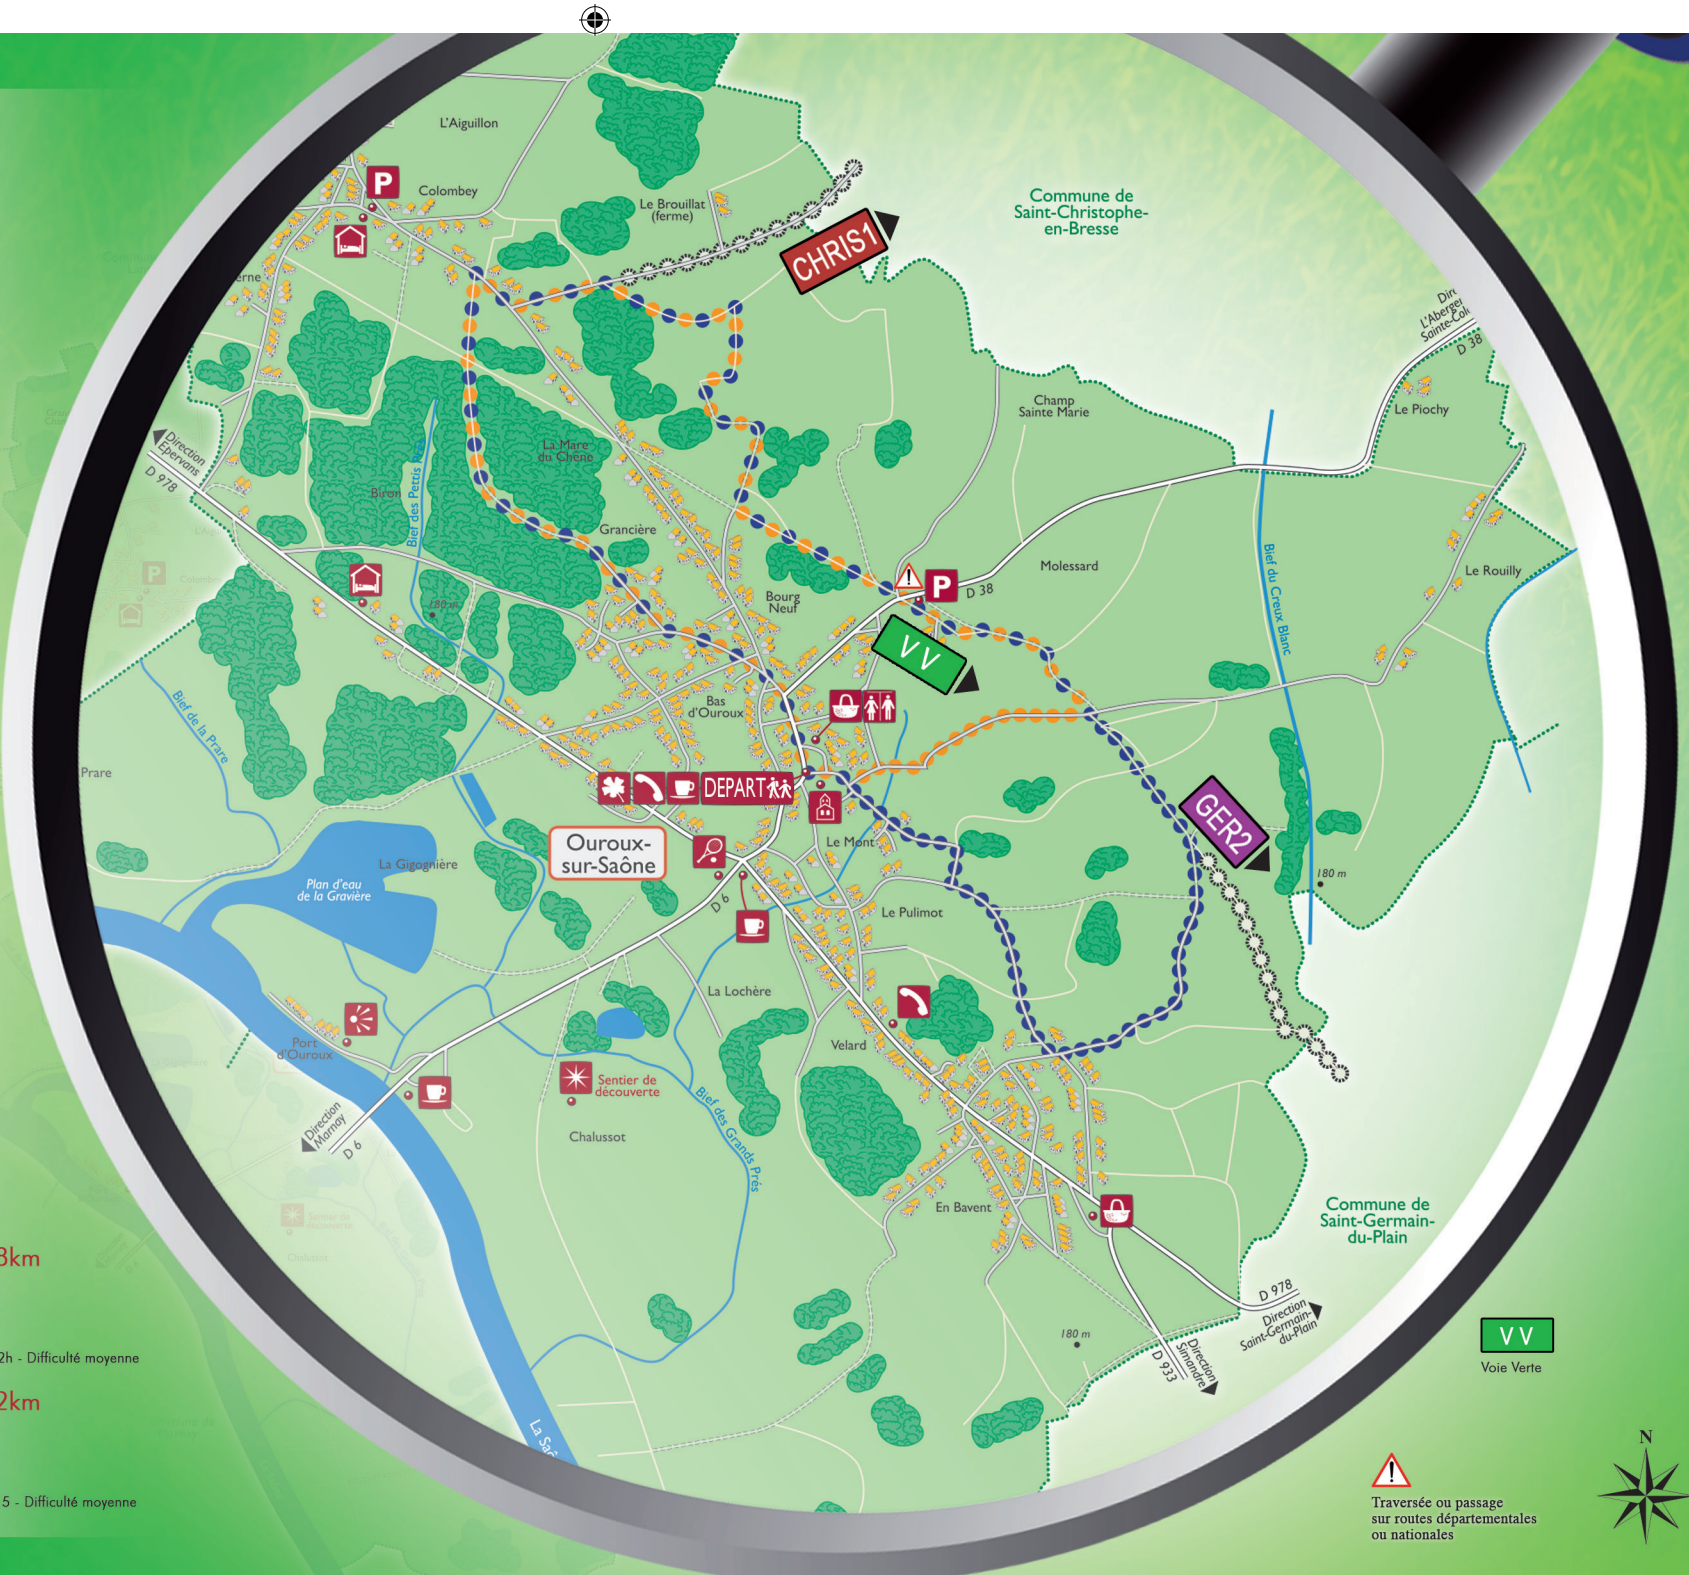 L'Aiguillon
P
Colombey
Le Brouillat
(ferme)
CHRIS1
Commune de
Saint-Christophe-
en-Bresse
erne
D 38
Le Piochy
Champ
Sainte Marie
Direction
Epervans
D 978
La Mare
du Chêne
Biron
Bief des Pettis Prés
Grancière
Bief du Creux Blanc
Molessard
Le Rouilly
P
D 38
Bourg
Neuf
180 m
V V
Bas
d'Ouroux
Bief de la Prare
Prare
DEPART
GER2
Ouroux-
sur-Saône
Le Mont
La Gigognière
Plan d'eau
de la Gravière
180 m
D 6
Le Pulimot
La Lochère
Port
d'Ouroux
Velard
Sentier de
découverte
Bief des Grands Prés
Direction
Marnay
D 6
Chalussot
En Bavent
Commune de
Saint-Germain-
du-Plain
3km
D 978
Direction
Saint-Germain-
du-Plain
180 m
D 933
Direction
Simandre
V V
Voie Verte
2h - Difficulté moyenne
2km
La Saô
N
5 - Difficulté moyenne
Traversée ou passage
sur routes départementales
ou nationales